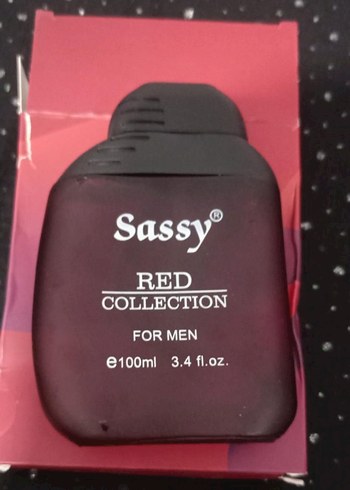 Sassy®
RED
COLLECTION
FOR MEN
℮100ml 3.4 fl.oz.